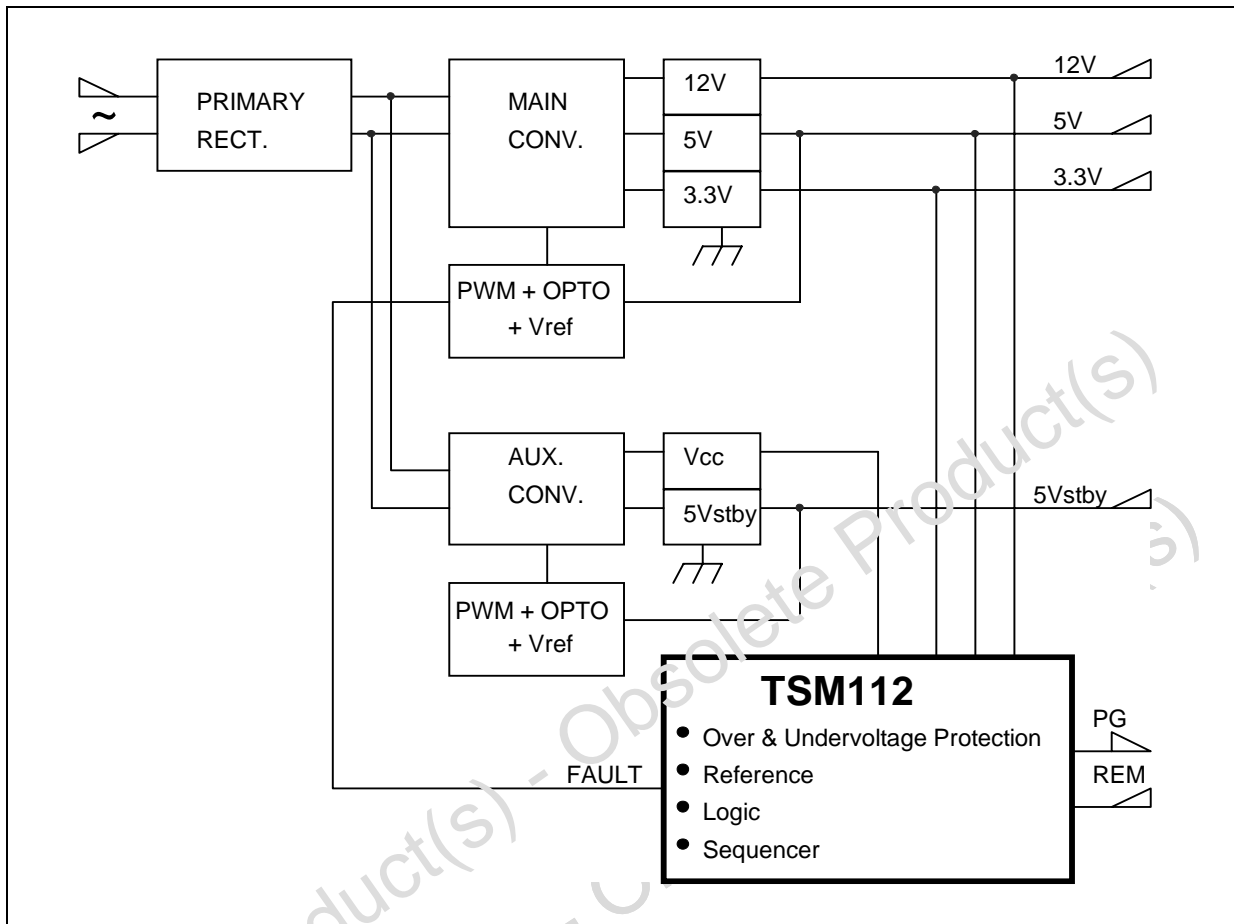 PRIMARY
RECT.
~
MAIN
CONV.
12V
5V
3.3V
12V
5V
3.3V
PWM + OPTO
+ Vref
AUX.
CONV.
Vcc
5Vstby
5Vstby
PWM + OPTO
+ Vref
TSM112
• Over & Undervoltage Protection
• Reference
• Logic
• Sequencer
FAULT
PG
REM
duct(s) - Obsolete Product(s)